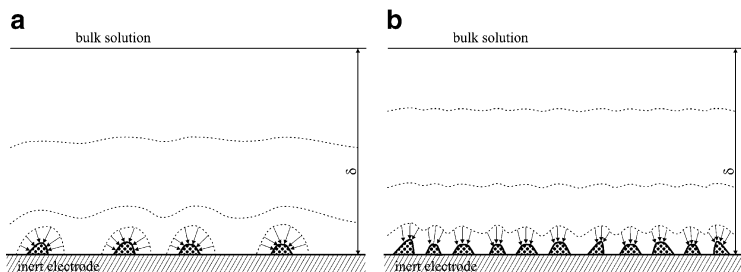 a
bulk solution
δ
inert electrode
b
bulk solution
δ
inert electrode